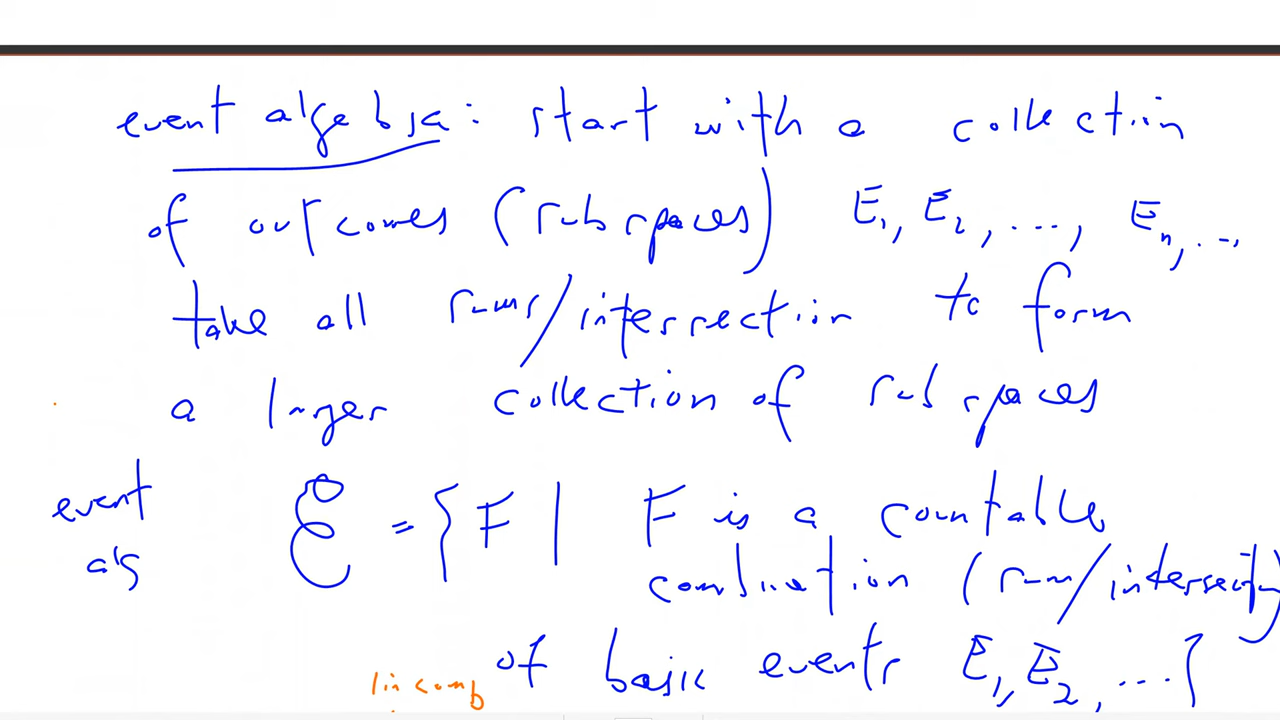 event algebra: start with a collection
of outcomes (subspaces) E₁, E₂, ..., Eₙ, ...
take all sums/intersection to form
a larger collection of subspaces
event alg ℰ = { F | F is a countable
combination (sum/intersection)
of basic events E₁, E₂, ... }
lin comb